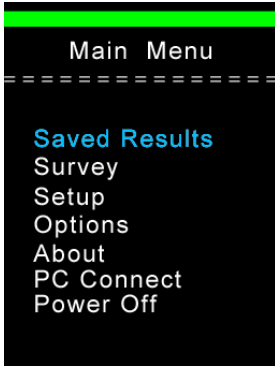 Main Menu
================
Saved Results
Survey
Setup
Options
About
PC Connect
Power Off